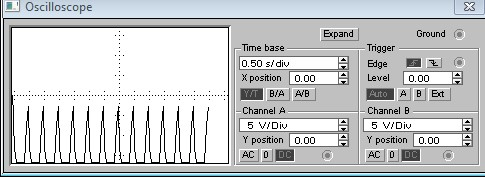 Oscilloscope
Expand
Ground
Time base
0.50 s/div
X position 0.00
Y/T B/A A/B
Trigger
Edge
Level 0.00
Auto A B Ext
Channel A
5 V/Div
Y position 0.00
AC 0 DC
Channel B
5 V/Div
Y position 0.00
AC 0 DC